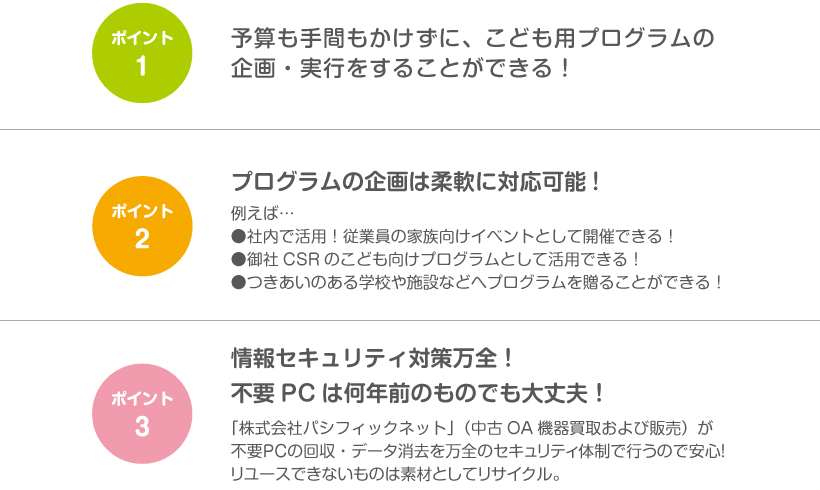 ポイント
1
予算も手間もかけずに、こども用プログラムの
企画・実行をすることができる！
ポイント
2
プログラムの企画は柔軟に対応可能！
例えば…
●社内で活用！従業員の家族向けイベントとして開催できる！
●御社 CSR のこども向けプログラムとして活用できる！
●つきあいのある学校や施設などへプログラムを贈ることができる！
ポイント
3
情報セキュリティ対策万全！
不要 PC は何年前のものでも大丈夫！
「株式会社パシフィックネット」（中古 OA 機器買取および販売）が
不要PCの回収・データ消去を万全のセキュリティ体制で行うので安心!
リユースできないものは素材としてリサイクル。